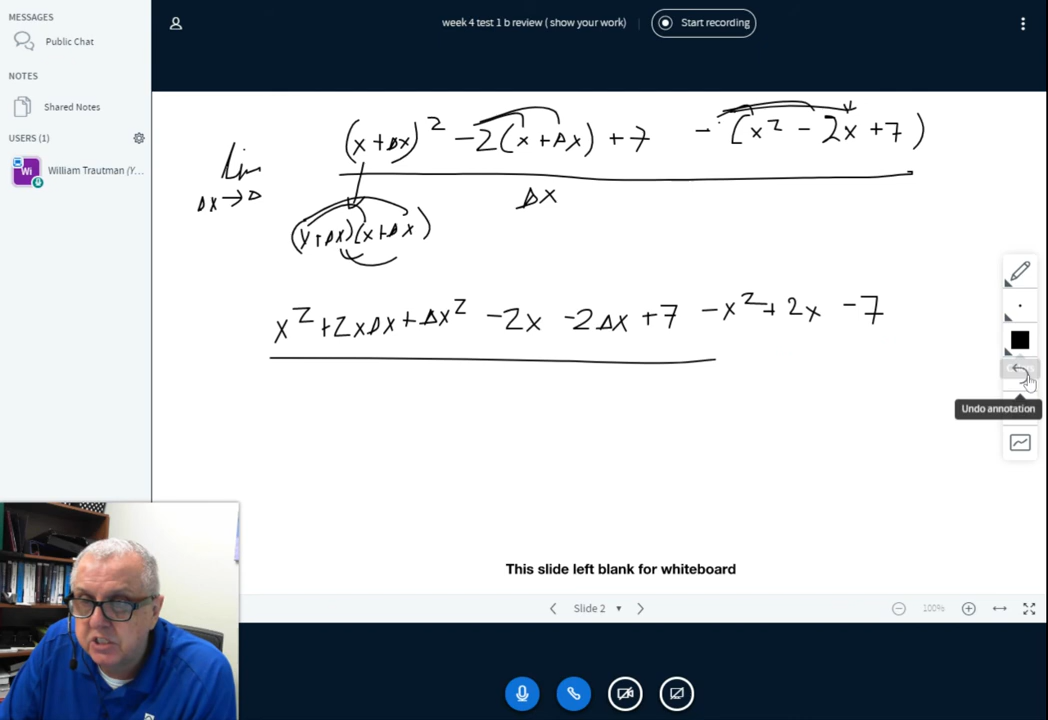 MESSAGES
Public Chat
NOTES
Shared Notes
USERS (1)
Wi
William Trautman (Y...
week 4 test 1 b review ( show your work)
Start recording
lim Δx→0
(x+Δx)² -2(x+Δx) +7 -(x² - 2x +7)
Δx
(x+Δx)(x+Δx)
x² +2xΔx+Δx² -2x -2Δx +7 -x²+2x -7
Undo annotation
This slide left blank for whiteboard
Slide 2
100%